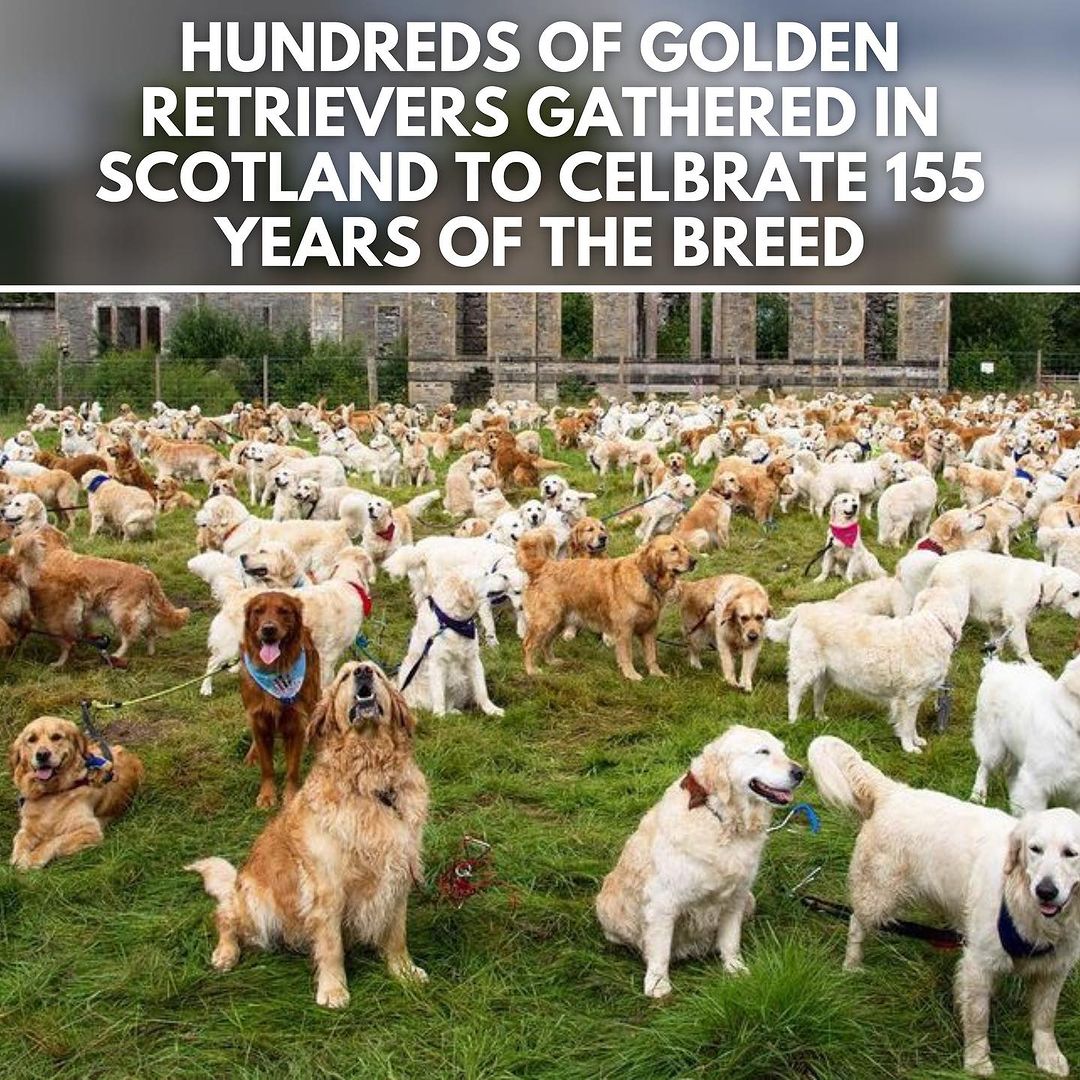 HUNDREDS OF GOLDEN
RETRIEVERS GATHERED IN
SCOTLAND TO CELBRATE 155
YEARS OF THE BREED